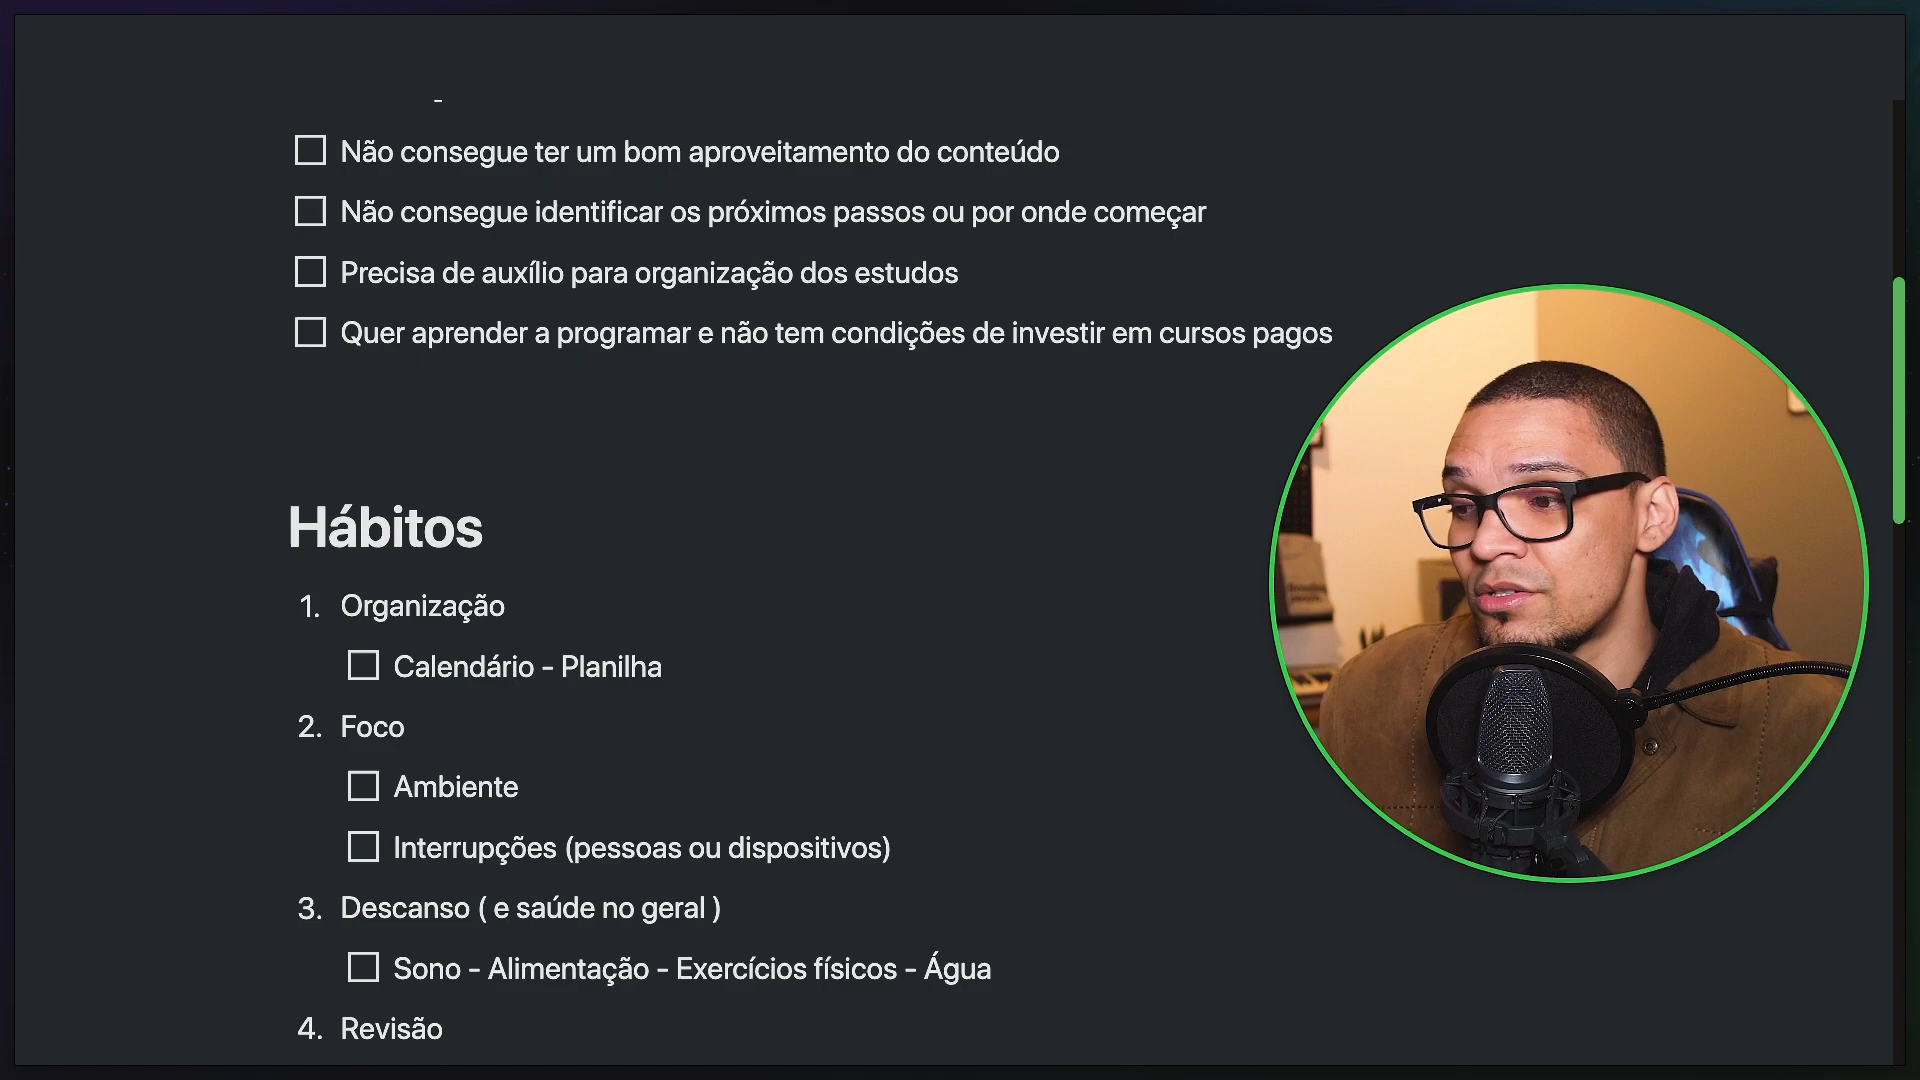 Não consegue ter um bom aproveitamento do conteúdo
Não consegue identificar os próximos passos ou por onde começar
Precisa de auxílio para organização dos estudos
Quer aprender a programar e não tem condições de investir em cursos pagos
Hábitos
1. Organização
Calendário - Planilha
2. Foco
Ambiente
Interrupções (pessoas ou dispositivos)
3. Descanso ( e saúde no geral )
Sono - Alimentação - Exercícios físicos - Água
4. Revisão